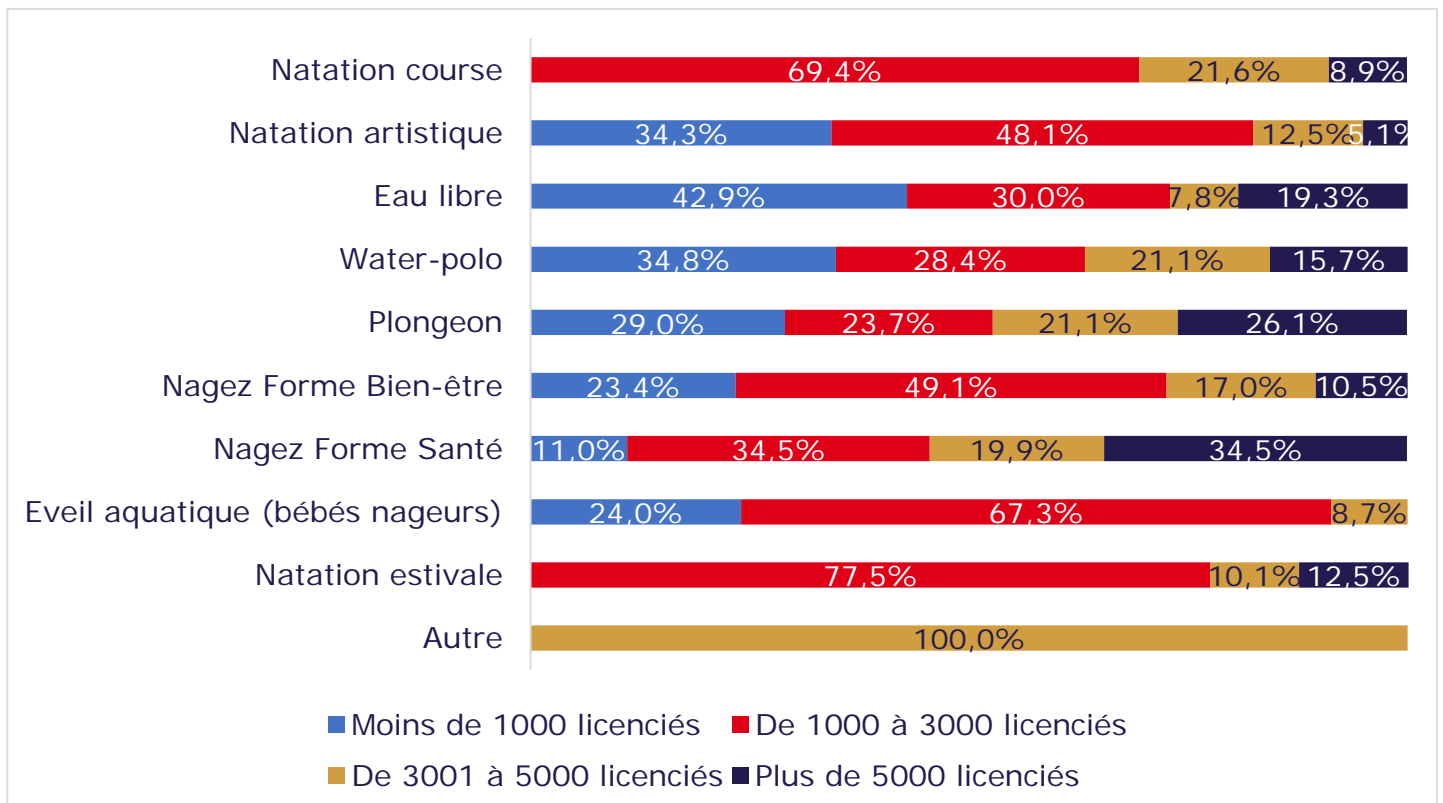 Natation course 69,4% 21,6% 8,9%
Natation artistique 34,3% 48,1% 12,5% 5,1%
Eau libre 42,9% 30,0% 7,8% 19,3%
Water-polo 34,8% 28,4% 21,1% 15,7%
Plongeon 29,0% 23,7% 21,1% 26,1%
Nagez Forme Bien-être 23,4% 49,1% 17,0% 10,5%
Nagez Forme Santé 11,0% 34,5% 19,9% 34,5%
Eveil aquatique (bébés nageurs) 24,0% 67,3% 8,7%
Natation estivale 77,5% 10,1% 12,5%
Autre 100,0%
Moins de 1000 licenciés De 1000 à 3000 licenciés
De 3001 à 5000 licenciés Plus de 5000 licenciés